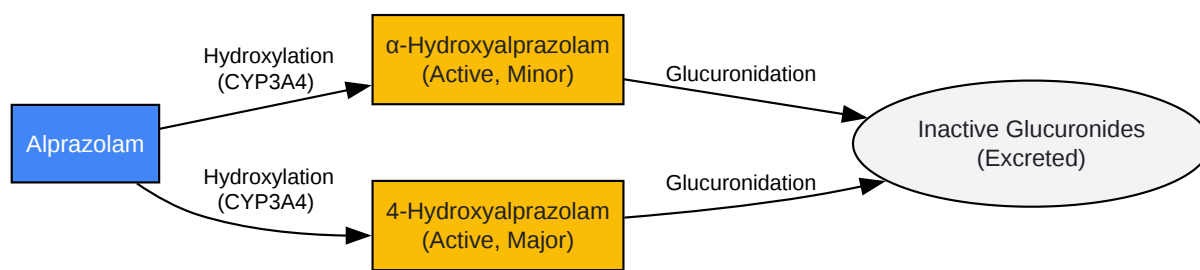 Alprazolam
Hydroxylation
(CYP3A4)
α-Hydroxyalprazolam
(Active, Minor)
Glucuronidation
Hydroxylation
(CYP3A4)
4-Hydroxyalprazolam
(Active, Major)
Glucuronidation
Inactive Glucuronides
(Excreted)